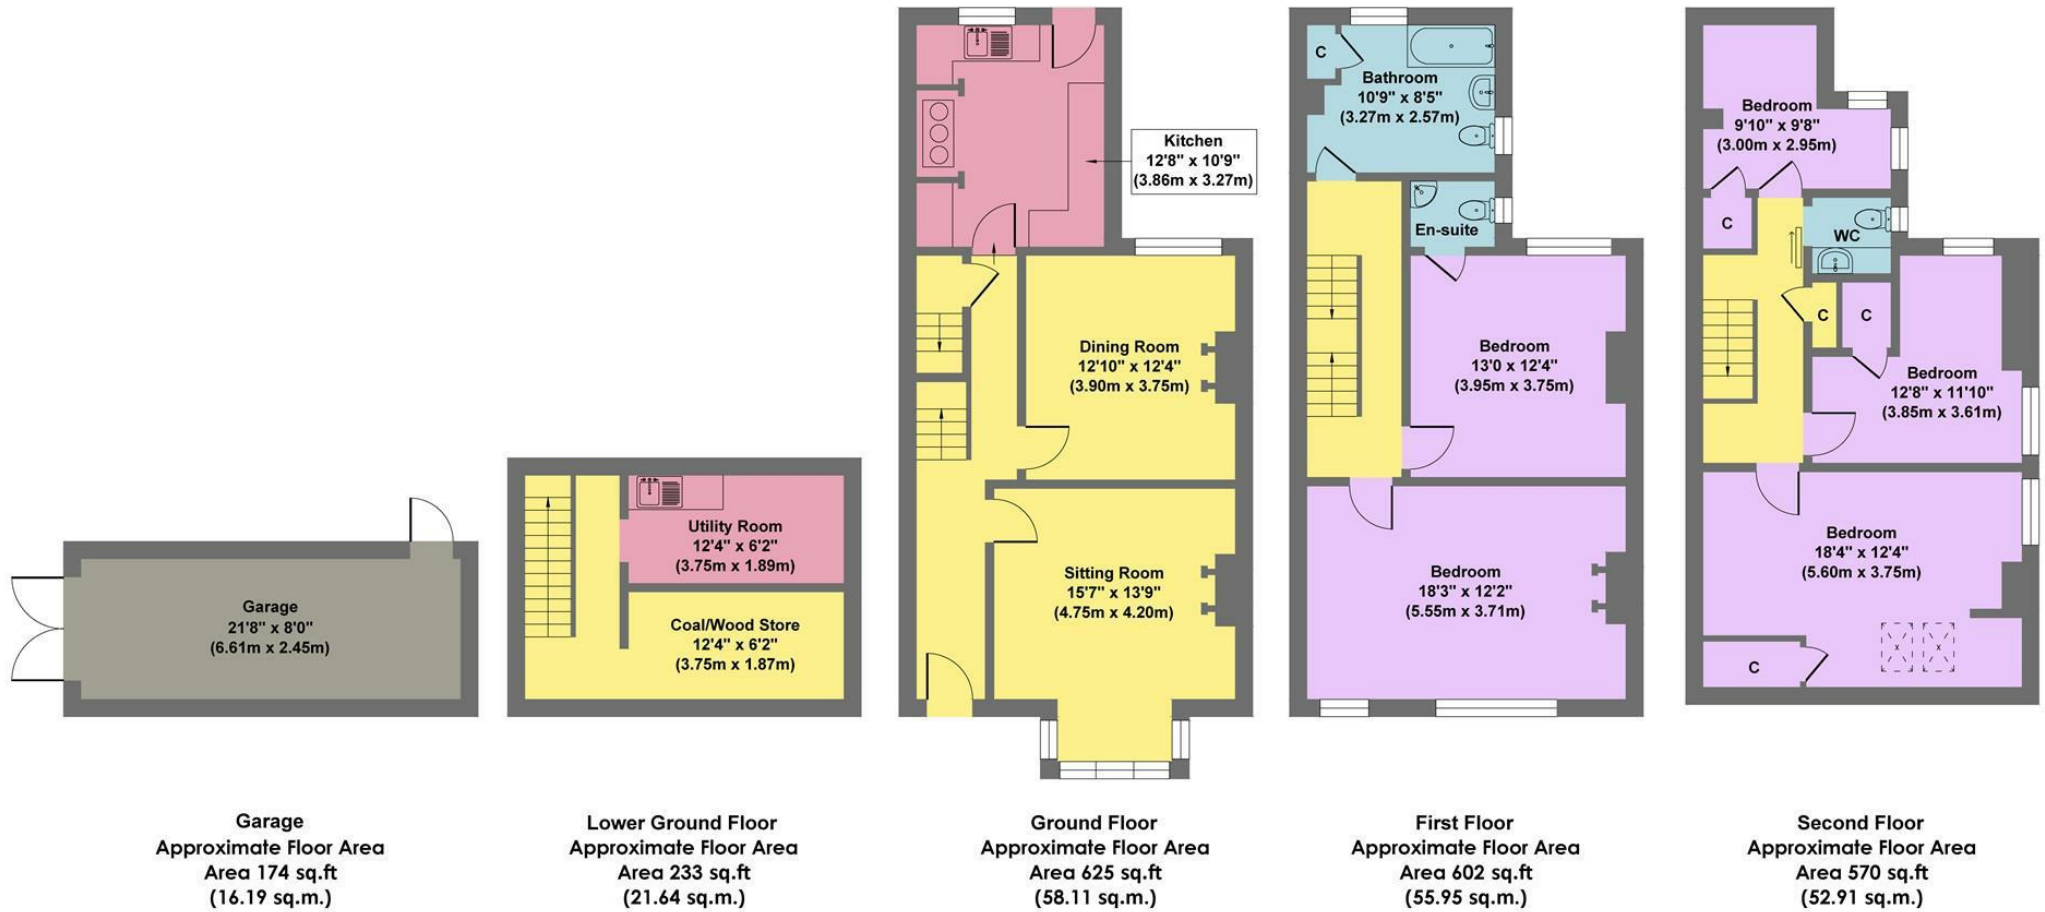 Garage
21'8" x 8'0"
(6.61m x 2.45m)
Garage
Approximate Floor Area
Area 174 sq.ft
(16.19 sq.m.)
Utility Room
12'4" x 6'2"
(3.75m x 1.89m)
Coal/Wood Store
12'4" x 6'2"
(3.75m x 1.87m)
Lower Ground Floor
Approximate Floor Area
Area 233 sq.ft
(21.64 sq.m.)
Kitchen
12'8" x 10'9"
(3.86m x 3.27m)
Dining Room
12'10" x 12'4"
(3.90m x 3.75m)
Sitting Room
15'7" x 13'9"
(4.75m x 4.20m)
Ground Floor
Approximate Floor Area
Area 625 sq.ft
(58.11 sq.m.)
C
Bathroom
10'9" x 8'5"
(3.27m x 2.57m)
En-suite
Bedroom
13'0 x 12'4"
(3.95m x 3.75m)
Bedroom
18'3" x 12'2"
(5.55m x 3.71m)
First Floor
Approximate Floor Area
Area 602 sq.ft
(55.95 sq.m.)
Bedroom
9'10" x 9'8"
(3.00m x 2.95m)
C
WC
C
C
Bedroom
12'8" x 11'10"
(3.85m x 3.61m)
Bedroom
18'4" x 12'4"
(5.60m x 3.75m)
C
x x
Second Floor
Approximate Floor Area
Area 570 sq.ft
(52.91 sq.m.)